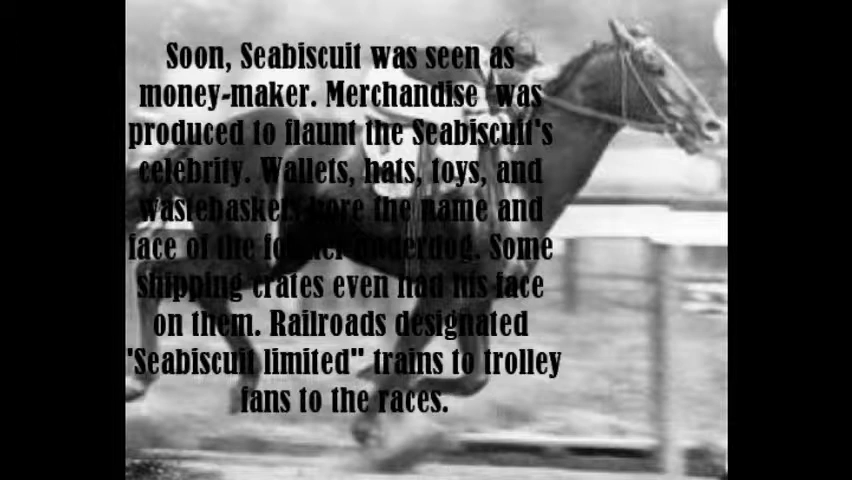 Soon, Seabiscuit was seen as
money-maker. Merchandise was
produced to flaunt the Seabiscuit's
celebrity. Wallets, hats, toys, and
wastebaskets bore the name and
face of the former underdog. Some
shipping crates even had his face
on them. Railroads designated
'Seabiscuit limited" trains to trolley
fans to the races.